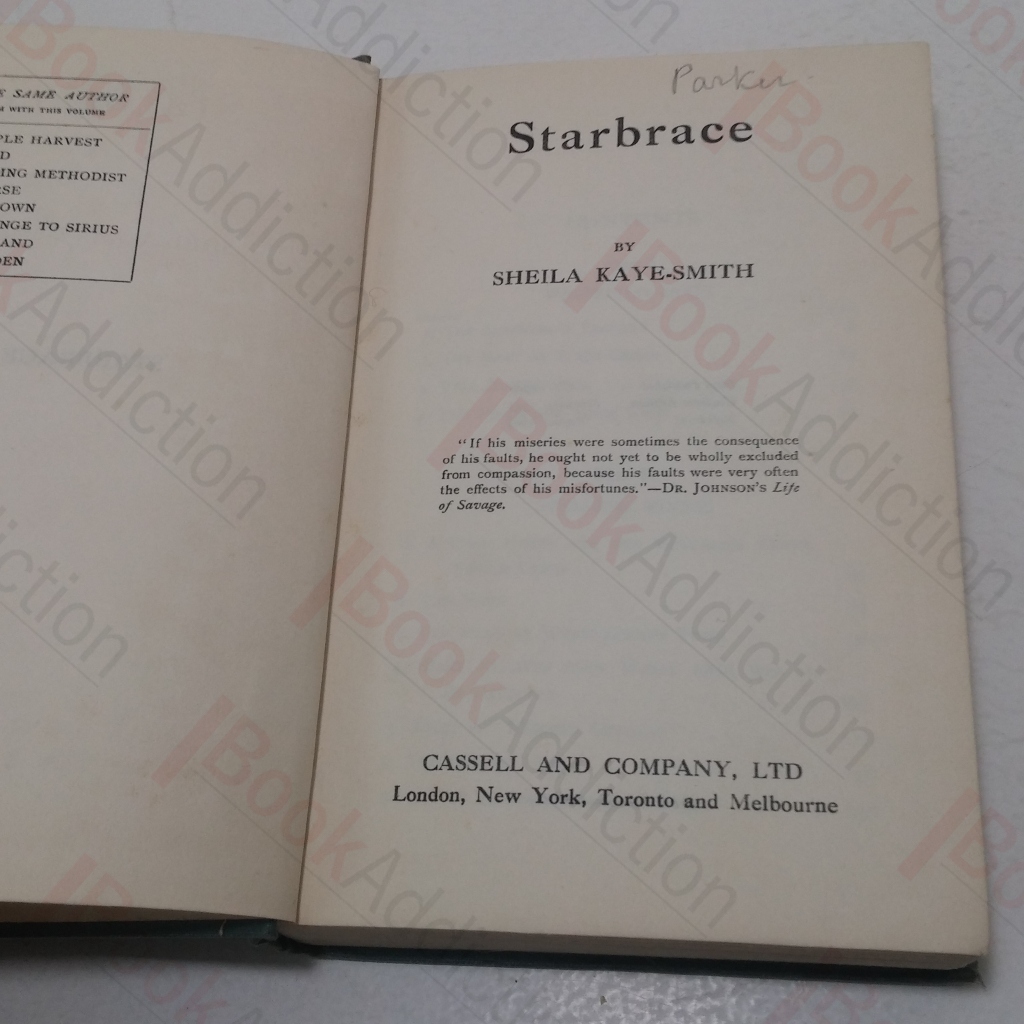 E SAME AUTHOR
M WITH THIS VOLUME
PLE HARVEST
D
ING METHODIST
RSE
OWN
NGE TO SIRIUS
AND
DEN
Parker
Starbrace
BY
SHEILA KAYE-SMITH
"If his miseries were sometimes the consequence
of his faults, he ought not yet to be wholly excluded
from compassion, because his faults were very often
the effects of his misfortunes."—DR. JOHNSON'S Life
of Savage.
CASSELL AND COMPANY, LTD
London, New York, Toronto and Melbourne
BookAddiction